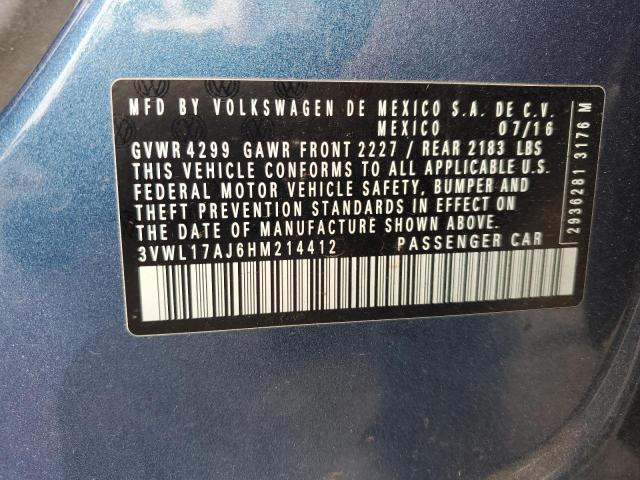 MFD BY VOLKSWAGEN DE MEXICO S.A. DE C.V.
MEXICO 07/16
GVWR 4299 GAWR FRONT 2227 / REAR 2183 LBS
THIS VEHICLE CONFORMS TO ALL APPLICABLE U.S.
FEDERAL MOTOR VEHICLE SAFETY, BUMPER AND
THEFT PREVENTION STANDARDS IN EFFECT ON
THE DATE OF MANUFACTURE SHOWN ABOVE.
3VWL17AJ6HM214412 PASSENGER CAR
2936281 3176 M